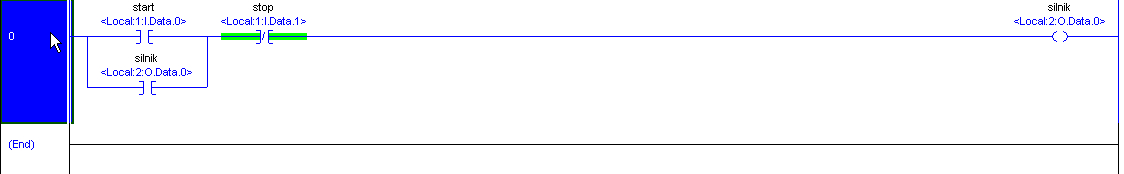 start
<Local:1:I.Data.0>
stop
<Local:1:I.Data.1>
silnik
<Local:2:O.Data.0>
0
silnik
<Local:2:O.Data.0>
(End)